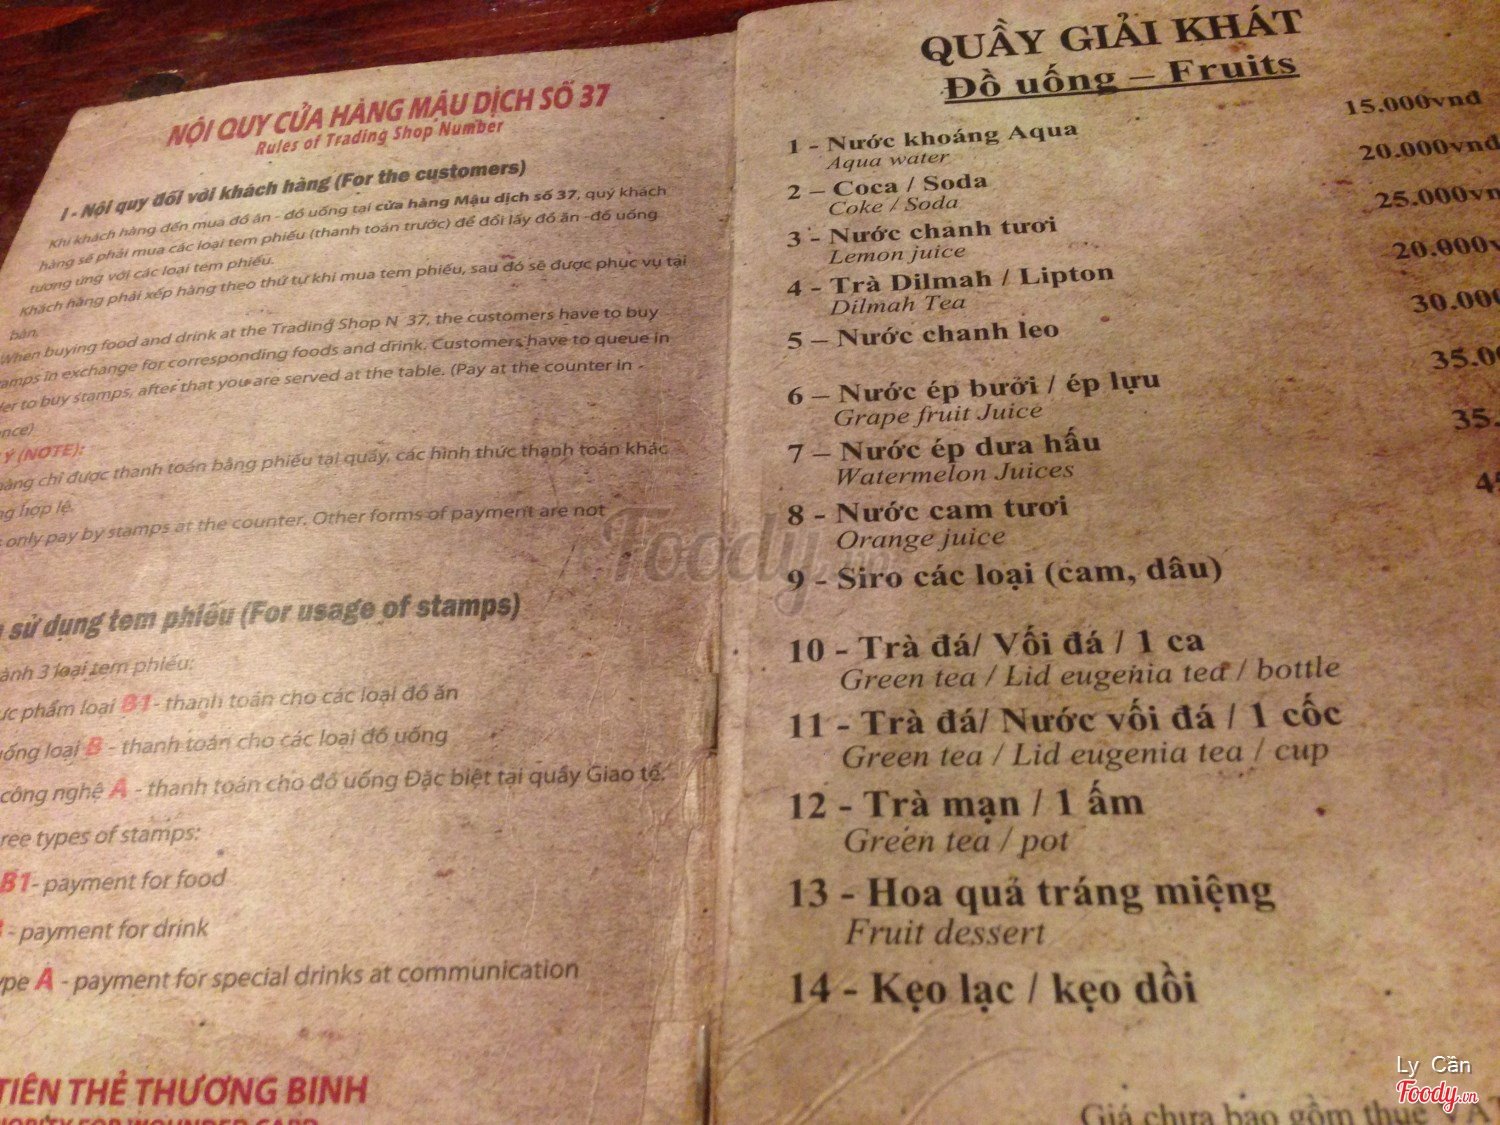 NỘI QUY CỬA HÀNG MẬU DỊCH SỐ 37
Rules of Trading Shop Number
I - Nội quy đối với khách hàng (For the customers)
Khi khách hàng đến mua đồ ăn - đồ uống tại cửa hàng Mậu dịch số 37, quý khách
hàng sẽ phải mua các loại tem phiếu (thanh toán trước) để đổi lấy đồ ăn -đồ uống
tương ứng với các loại tem phiếu.
Khách hàng phải xếp hàng theo thứ tự khi mua tem phiếu, sau đó sẽ được phục vụ tại
bàn.
When buying food and drink at the Trading Shop N 37, the customers have to buy
in exchange for corresponding foods and drink. Customers have to queue in
to buy stamps, after that you are served at the table. (Pay at the counter in -
Ý (NOTE):
chỉ được thanh toán bằng phiếu tại quầy, các hình thức thanh toán khác
hợp lệ.
only pay by stamps at the counter. Other forms of payment are not
sử dụng tem phiếu (For usage of stamps)
3 loại tem phiếu:
phẩm loại B1- thanh toán cho các loại đồ ăn
loại B - thanh toán cho các loại đồ uống
công nghệ A - thanh toán cho đồ uống Đặc biệt tại quầy Giao tế.
types of stamps:
B1- payment for food
- payment for drink
A - payment for special drinks at communication
TIÊN THẺ THƯƠNG BINH
FOR WOUNDED CARD
QUẦY GIẢI KHÁT
Đồ uống – Fruits
1 - Nước khoáng Aqua 15.000vnđ
Aqua water
2 – Coca / Soda 20.000vnđ
Coke / Soda
3 - Nước chanh tươi 25.000vn
Lemon juice
4 - Trà Dilmah / Lipton 20.000v
Dilmah Tea
5 – Nước chanh leo 30.000
6 – Nước ép bưởi / ép lựu 35.00
Grape fruit Juice
7 – Nước ép dưa hấu 35.
Watermelon Juices
8 - Nước cam tươi
Orange juice
9 - Siro các loại (cam, dâu)
10 - Trà đá/ Vối đá / 1 ca
Green tea / Lid eugenia tea / bottle
11 - Trà đá/ Nước vối đá / 1 cốc
Green tea / Lid eugenia tea / cup
12 - Trà mạn / 1 ấm
Green tea / pot
13 - Hoa quả tráng miệng
Fruit dessert
14 - Kẹo lạc / kẹo dồi
Giá chưa bao gồm thuế VAT
Foody.vn
Ly Cần
Foody.vn